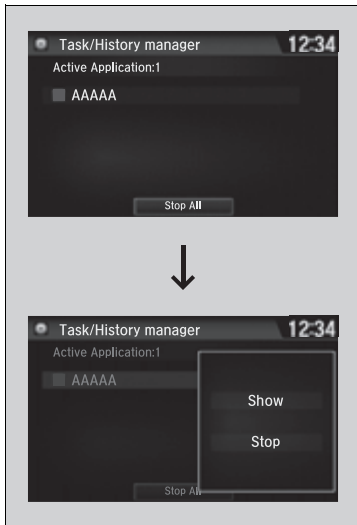 Task/History manager 12:34
Active Application:1
AAAAA
Stop All
Task/History manager 12:34
Active Application:1
AAAAA
Show
Stop
Stop All